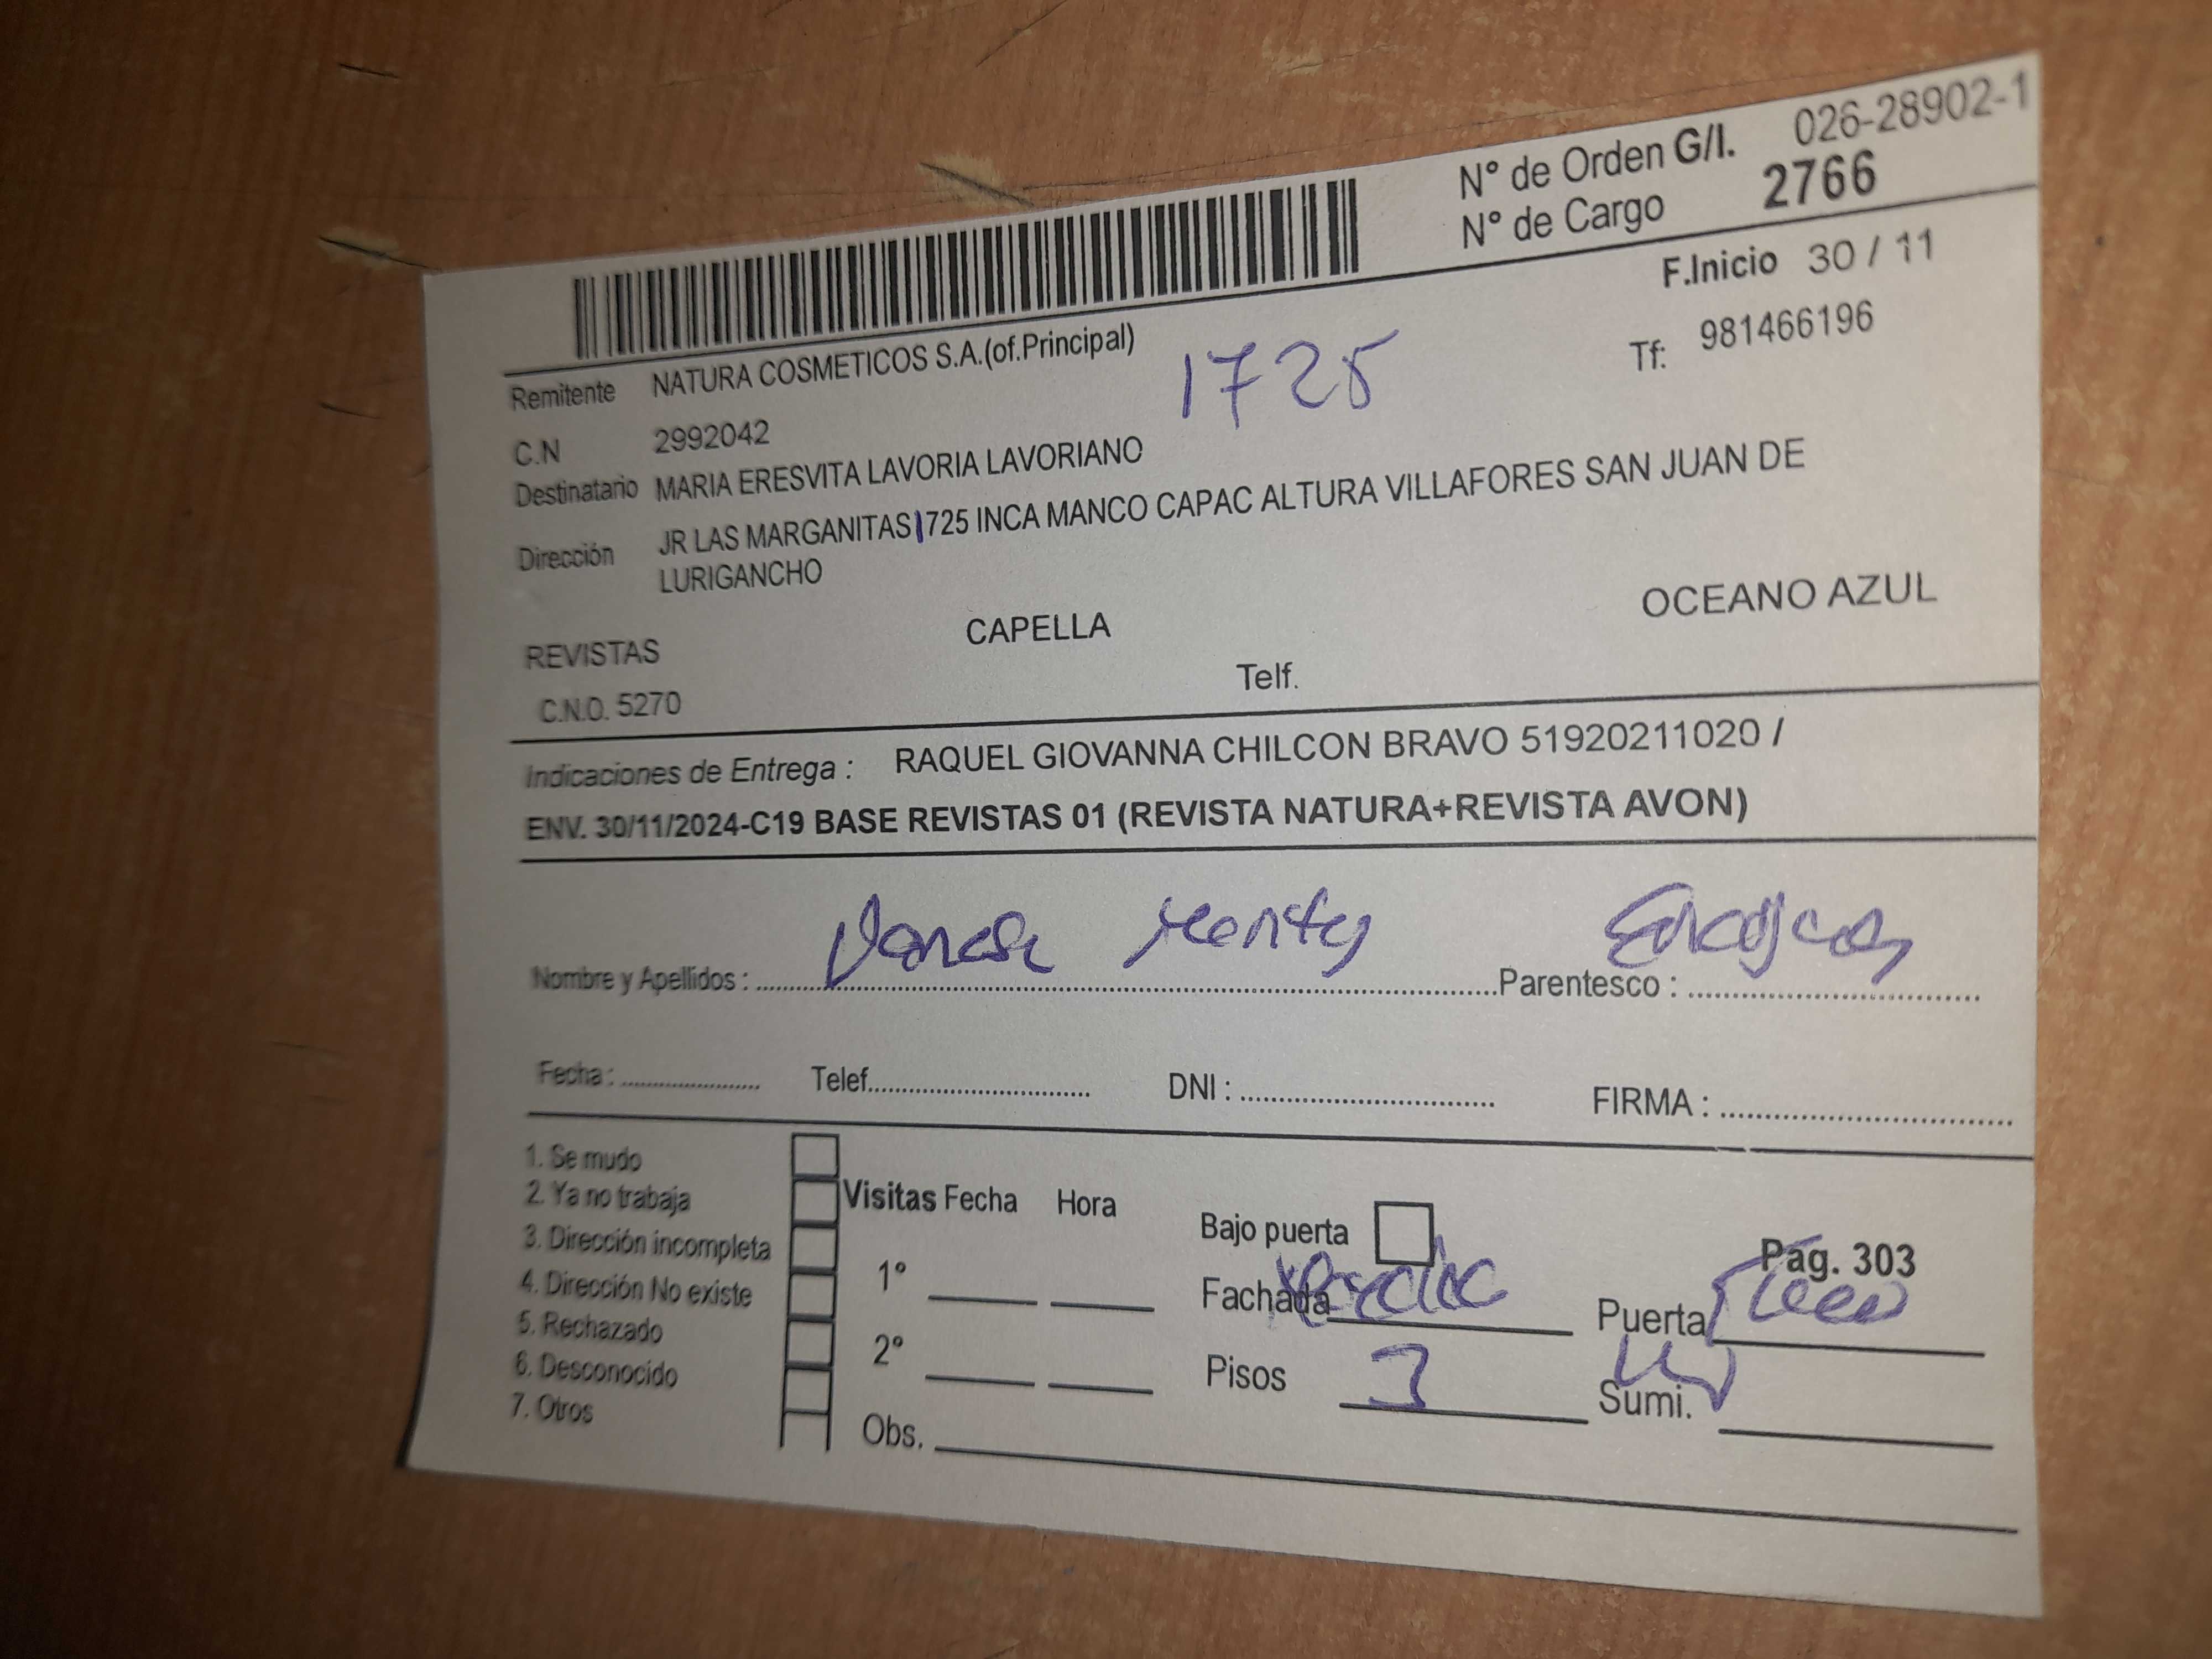 N° de Orden G/I. 026-28902-1
N° de Cargo 2766
F.Inicio 30 / 11
Remitente NATURA COSMETICOS S.A.(of.Principal)
1725
Tf: 981466196
C.N 2992042
Destinatario MARIA ERESVITA LAVORIA LAVORIANO
Dirección JR LAS MARGANITAS 1725 INCA MANCO CAPAC ALTURA VILLAFORES SAN JUAN DE
LURIGANCHO
REVISTAS CAPELLA OCEANO AZUL
C.N.O. 5270 Telf.
Indicaciones de Entrega : RAQUEL GIOVANNA CHILCON BRAVO 51920211020 /
ENV. 30/11/2024-C19 BASE REVISTAS 01 (REVISTA NATURA+REVISTA AVON)
Nombre y Apellidos : Parentesco :
Fecha : Telef. DNI : FIRMA :
1. Se mudo
2. Ya no trabaja
3. Dirección incompleta
4. Dirección No existe
5. Rechazado
6. Desconocido
7. Otros
Visitas Fecha Hora
1°
2°
Obs.
Bajo puerta
Fachada
Pisos 3
Pag. 303
Puerta
Sumi.